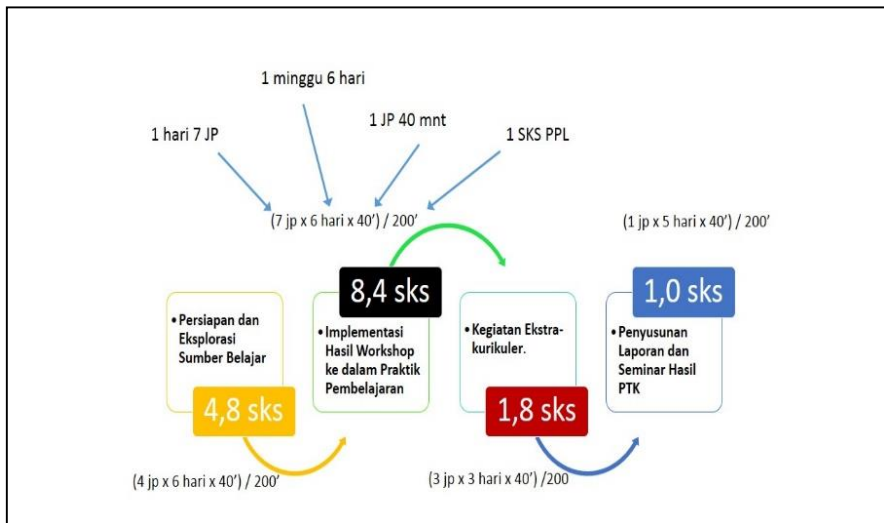 1 minggu 6 hari
1 JP 40 mnt
1 hari 7 JP
1 SKS PPL
(7 jp x 6 hari x 40') / 200'
(1 jp x 5 hari x 40') / 200'
8,4 sks
1,0 sks
• Persiapan dan
Eksplorasi
Sumber Belajar
4,8 sks
• Implementasi
Hasil Workshop
ke dalam Praktik
Pembelajaran
• Kegiatan Ekstra-
kurikuler.
1,8 sks
• Penyusunan
Laporan dan
Seminar Hasil
PTK
(4 jp x 6 hari x 40') / 200'
(3 jp x 3 hari x 40') /200